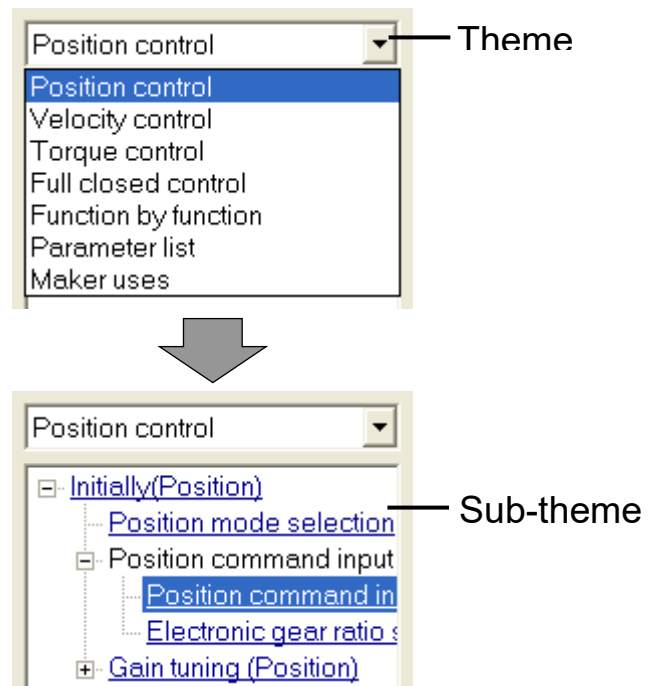 Position control
Theme
Position control
Velocity control
Torque control
Full closed control
Function by function
Parameter list
Maker uses
Position control
Initially(Position)
Sub-theme
Position mode selection
Position command input
Position command in
Electronic gear ratio s
Gain tuning (Position)